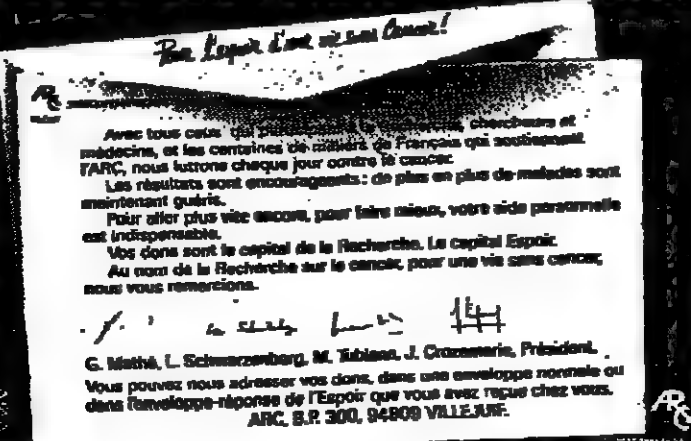 Pour l'espoir d'une vie sans Cancer!
ARC
Avec tous ceux qui chercheurs et
médecins, et les centaines de milliers de Français qui soutiennent
l'ARC, nous luttons chaque jour contre le cancer.
Les résultats sont encourageants: de plus en plus de malades sont
maintenant guéris.
Pour aller plus vite encore, pour faire mieux, votre aide personnelle
est indispensable.
Vos dons sont le capital de la Recherche. Le capital Espoir.
Au nom de la Recherche sur le cancer, pour une vie sans cancer,
nous vous remercions.
G. Mathé, L. Schwarzenberg, M. Tubiana, J. Crozemarie, Président.
Vous pouvez nous adresser vos dons, dans une enveloppe normale ou
dans l'enveloppe-réponse de l'Espoir que vous avez reçue chez vous.
ARC, B.P. 300, 94809 VILLEJUIF.
ARC